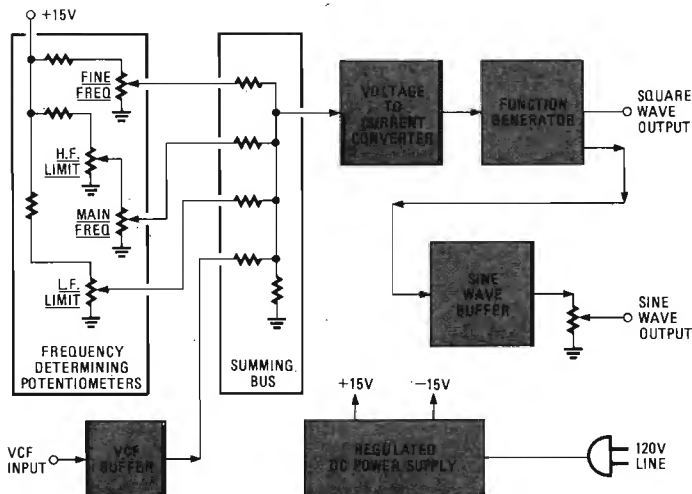 +15V
FINE
FREQ
H.F.
LIMIT
MAIN
FREQ
L.F.
LIMIT
FREQUENCY
DETERMINING
POTENTIOMETERS
SUMMING
BUS
VOLTAGE
TO
CURRENT
CONVERTER
FUNCTION
GENERATOR
SQUARE
WAVE
OUTPUT
SINE
WAVE
BUFFER
SINE
WAVE
OUTPUT
VCF
INPUT
VCF
BUFFER
+15V
−15V
REGULATED
DC POWER SUPPLY
120V
LINE